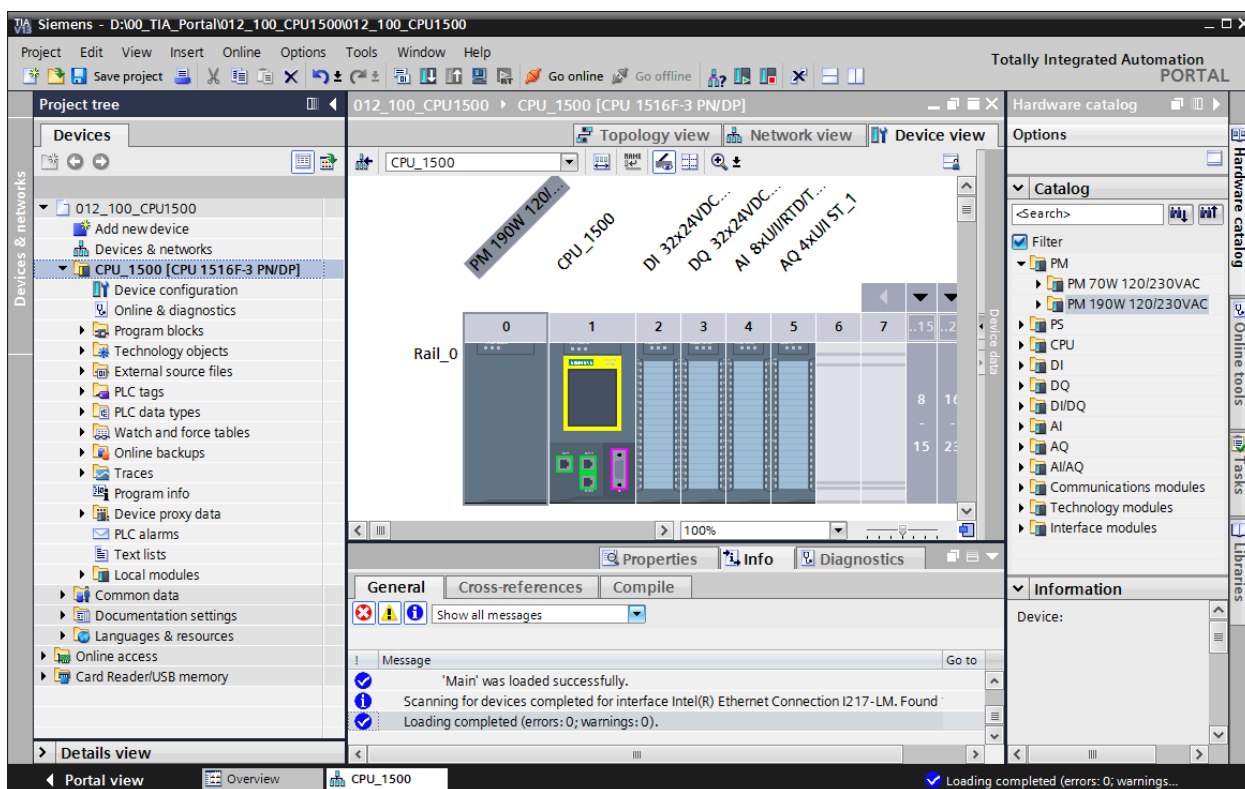 Siemens - D:\00_TIA_Portal\012_100_CPU1500\012_100_CPU1500
Project Edit View Insert Online Options Tools Window Help
Totally Integrated Automation
PORTAL
Save project Go online Go offline
Project tree
012_100_CPU1500 CPU_1500 [CPU 1516F-3 PN/DP]
Hardware catalog
Devices
Topology view Network view Device view
Options
CPU_1500
Devices & networks
012_100_CPU1500
Add new device
Devices & networks
CPU_1500 [CPU 1516F-3 PN/DP]
Device configuration
Online & diagnostics
Program blocks
Technology objects
External source files
PLC tags
PLC data types
Watch and force tables
Online backups
Traces
Program info
Device proxy data
PLC alarms
Text lists
Local modules
Common data
Documentation settings
Languages & resources
Online access
Card Reader/USB memory
Details view
PM 190W 120/...
CPU_1500
DI 32x24VDC...
DQ 32x24VDC...
AI 8xU/I/RTD/T...
AQ 4xU/I ST_1
0 1 2 3 4 5 6 7 ..15 ..2
Rail_0
8 - 15
16 - 23
Device data
100%
Properties Info Diagnostics
General Cross-references Compile
Show all messages
! Message Go to
'Main' was loaded successfully.
Scanning for devices completed for interface Intel(R) Ethernet Connection I217-LM. Found
Loading completed (errors: 0; warnings: 0).
Catalog
<Search>
Filter
PM
PM 70W 120/230VAC
PM 190W 120/230VAC
PS
CPU
DI
DQ
DI/DQ
AI
AQ
AI/AQ
Communications modules
Technology modules
Interface modules
Information
Device:
Hardware catalog
Online tools
Tasks
Libraries
Portal view Overview CPU_1500
Loading completed (errors: 0; warnings...